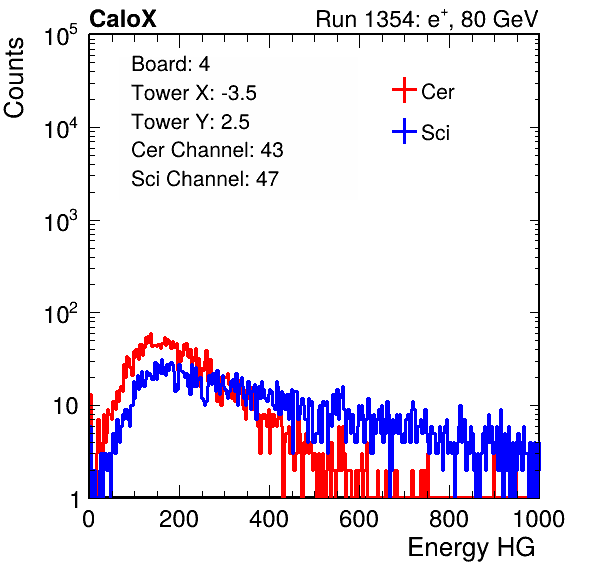 CaloX Run 1354: e⁺, 80 GeV
Counts
10⁵
10⁴
10³
10²
10
1
Board: 4
Tower X: -3.5
Tower Y: 2.5
Cer Channel: 43
Sci Channel: 47
Cer
Sci
0 200 400 600 800 1000
Energy HG